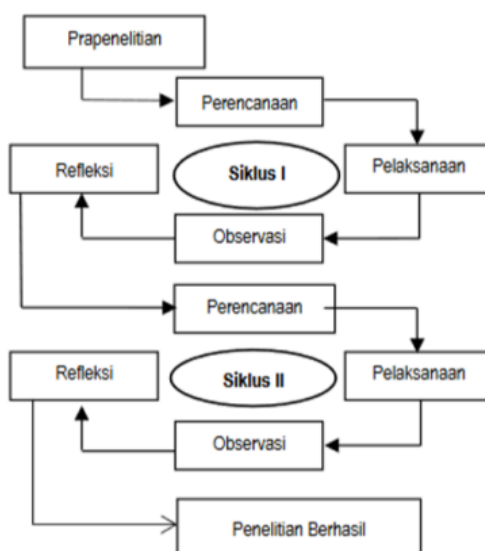 Prapenelitian
Perencanaan
Refleksi
Siklus I
Pelaksanaan
Observasi
Perencanaan
Refleksi
Siklus II
Pelaksanaan
Observasi
Penelitian Berhasil